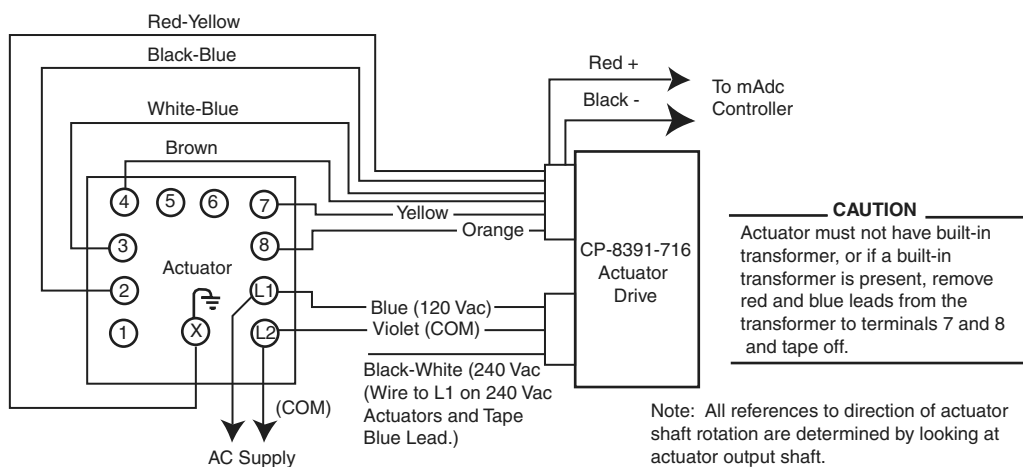 Red-Yellow
Black-Blue
White-Blue
Brown
Red +
Black -
To mAdc
Controller
4
5
6
7
Yellow
3
8
Orange
Actuator
2
L1
1
X
L2
Blue (120 Vac)
Violet (COM)
Black-White (240 Vac
(Wire to L1 on 240 Vac
Actuators and Tape
Blue Lead.)
(COM)
AC Supply
CP-8391-716
Actuator
Drive
CAUTION
Actuator must not have built-in
transformer, or if a built-in
transformer is present, remove
red and blue leads from the
transformer to terminals 7 and 8
and tape off.
Note: All references to direction of actuator
shaft rotation are determined by looking at
actuator output shaft.